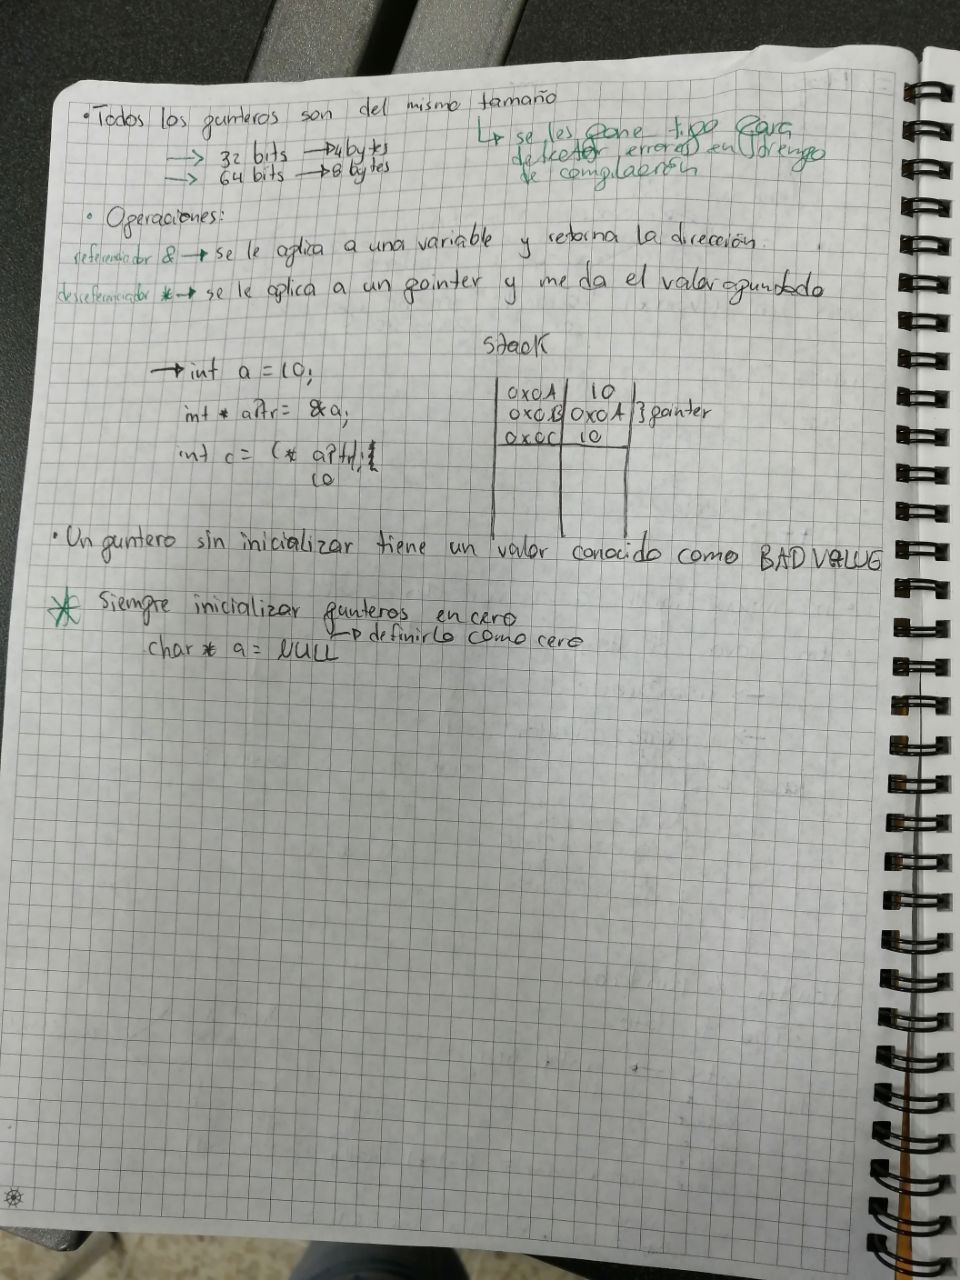 • Todos los punteros son del mismo tamaño
→ 32 bits → 4 bytes
→ 64 bits → 8 bytes
↳ se les pone tipo para
detectar errores en tiempo
de compilación
• Operaciones:
referenciador & → se le aplica a una variable y retorna la dirección.
desreferenciador * → se le aplica a un pointer y me da el valor apuntado
→ int a = 10;
int * aPtr = &a;
int c = (* aPtr);
10
Stack
0x0A | 10
0x0B | 0x0A } pointer
0x0C | 10
• Un puntero sin inicializar tiene un valor conocido como BAD VALUE
* Siempre inicializar punteros en cero
↳ definirlo como cero
char * a = NULL